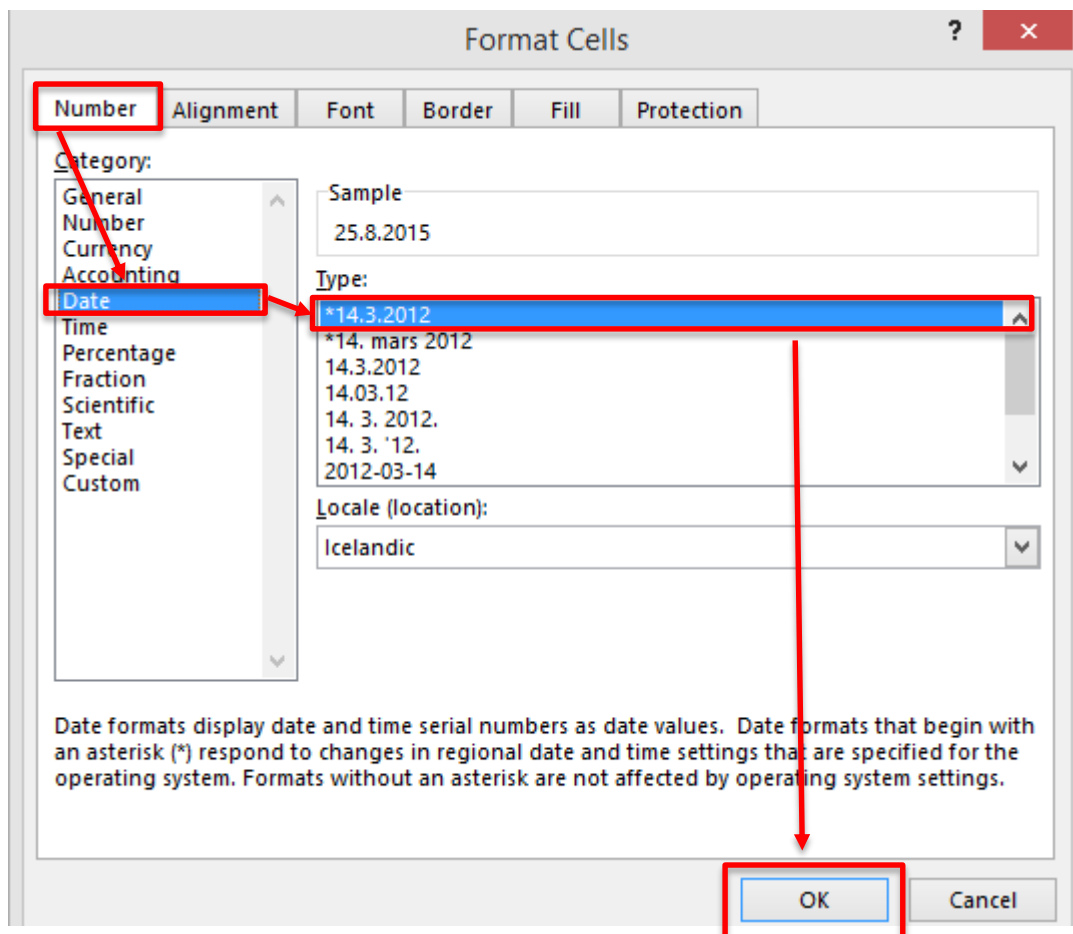 Format Cells
?
×
Number Alignment Font Border Fill Protection
Category:
General
Number
Currency
Accounting
Date
Time
Percentage
Fraction
Scientific
Text
Special
Custom
Sample
25.8.2015
Type:
*14.3.2012
*14. mars 2012
14.3.2012
14.03.12
14. 3. 2012.
14. 3. '12.
2012-03-14
Locale (location):
Icelandic
Date formats display date and time serial numbers as date values.  Date formats that begin with
an asterisk (*) respond to changes in regional date and time settings that are specified for the
operating system. Formats without an asterisk are not affected by operating system settings.
OK Cancel